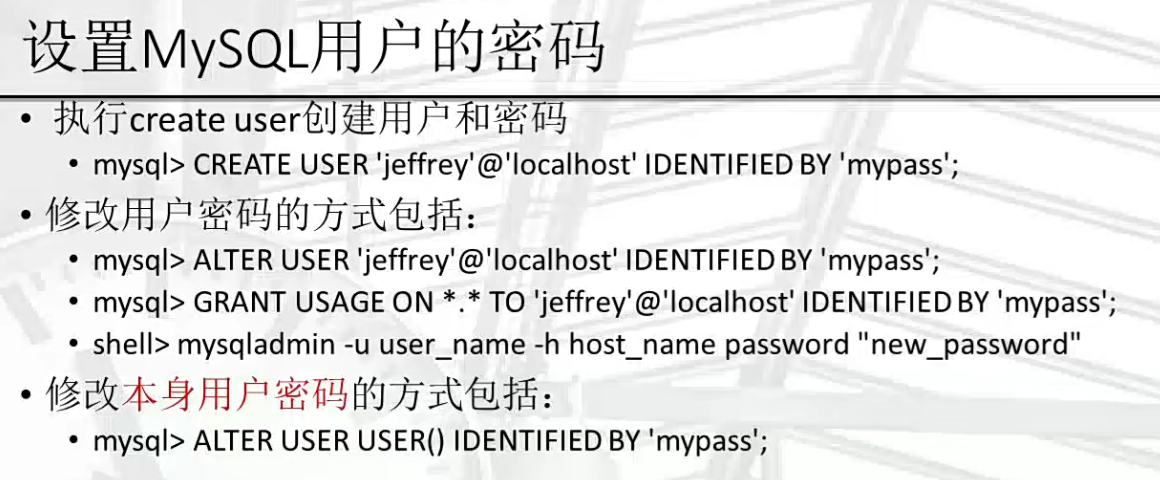 设置MySQL用户的密码
• 执行create user创建用户和密码
• mysql> CREATE USER 'jeffrey'@'localhost' IDENTIFIED BY 'mypass';
• 修改用户密码的方式包括：
• mysql> ALTER USER 'jeffrey'@'localhost' IDENTIFIED BY 'mypass';
• mysql> GRANT USAGE ON *.* TO 'jeffrey'@'localhost' IDENTIFIED BY 'mypass';
• shell> mysqladmin -u user_name -h host_name password "new_password"
• 修改本身用户密码的方式包括：
• mysql> ALTER USER USER() IDENTIFIED BY 'mypass';